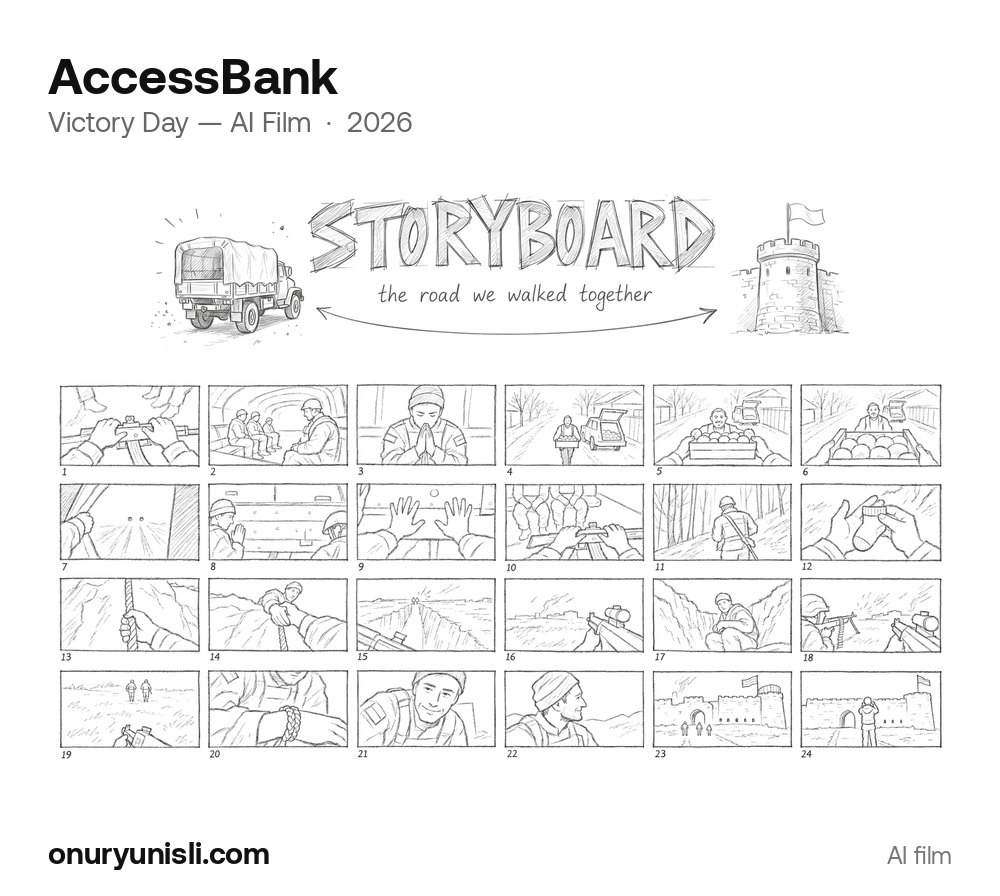 AccessBank
Victory Day — AI Film · 2026
STORYBOARD
the road we walked together
1 2 3 4 5 6
7 8 9 10 11 12
13 14 15 16 17 18
19 20 21 22 23 24
onuryunisli.com
AI film